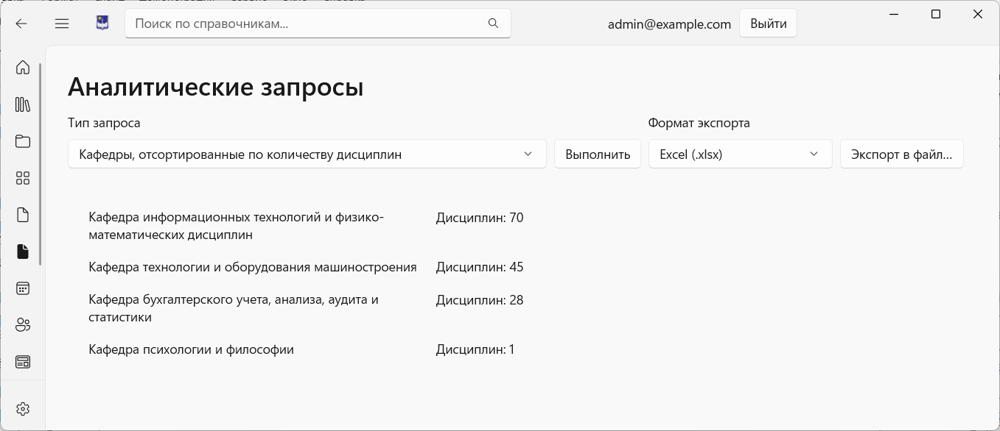 Поиск по справочникам...
admin@example.com
Выйти
Аналитические запросы
Тип запроса
Формат экспорта
Кафедры, отсортированные по количеству дисциплин
Выполнить
Excel (.xlsx)
Экспорт в файл...
Кафедра информационных технологий и физико-
математических дисциплин
Дисциплин: 70
Кафедра технологии и оборудования машиностроения
Дисциплин: 45
Кафедра бухгалтерского учета, анализа, аудита и
статистики
Дисциплин: 28
Кафедра психологии и философии
Дисциплин: 1